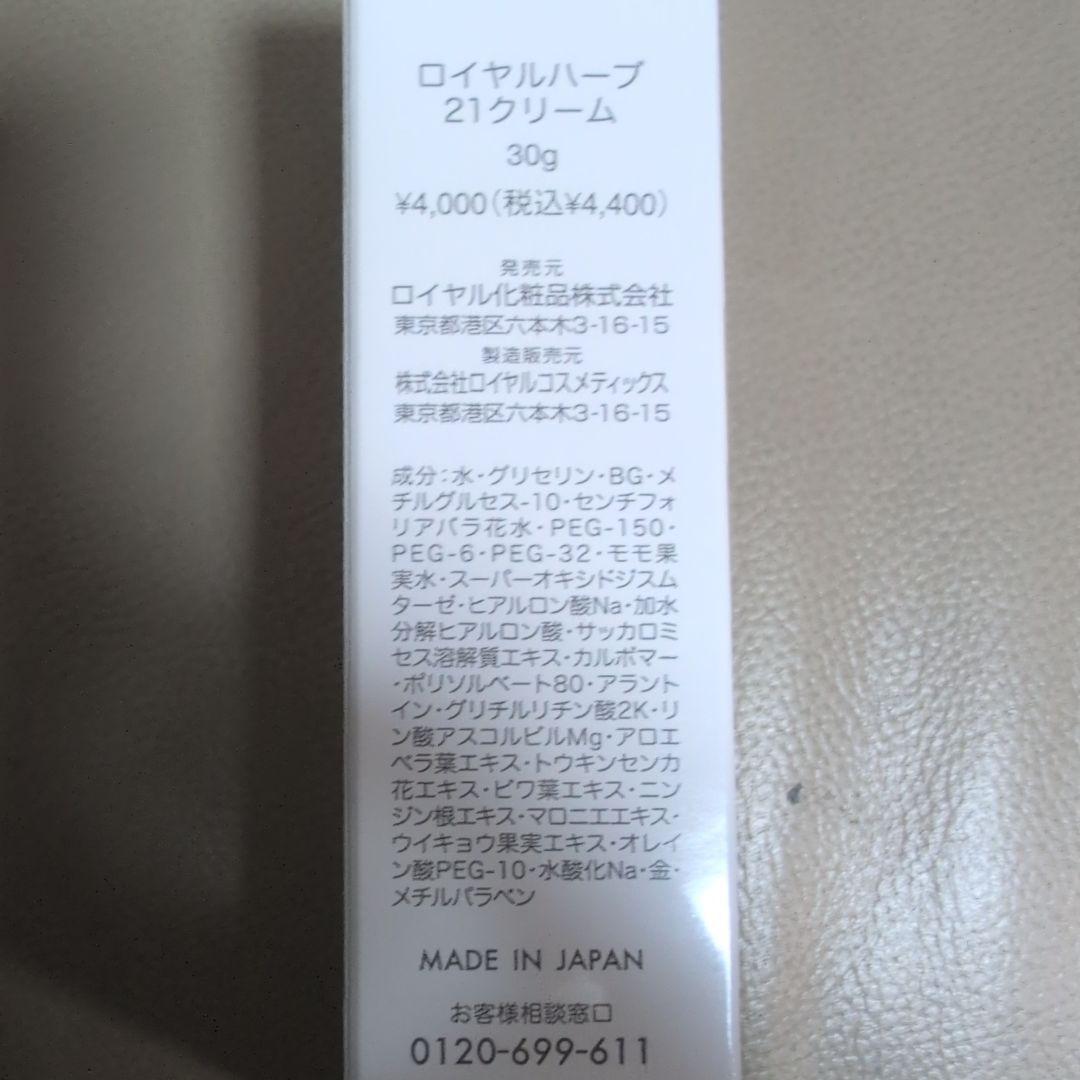 ロイヤルハーブ
21クリーム
30g
¥4,000(税込¥4,400)
発売元
ロイヤル化粧品株式会社
東京都港区六本木3-16-15
製造販売元
株式会社ロイヤルコスメティックス
東京都港区六本木3-16-15
成分:水・グリセリン・BG・メ
チルグルセス-10・センチフォ
リアバラ花水・PEG-150・
PEG-6・PEG-32・モモ果
実水・スーパーオキシドジスム
ターゼ・ヒアルロン酸Na・加水
分解ヒアルロン酸・サッカロミ
セス溶解質エキス・カルボマー
・ポリソルベート80・アラント
イン・グリチルリチン酸2K・リ
ン酸アスコルビルMg・アロエ
ベラ葉エキス・トウキンセンカ
花エキス・ビワ葉エキス・ニン
ジン根エキス・マロニエエキス・
ウイキョウ果実エキス・オレイ
ン酸PEG-10・水酸化Na・金・
メチルパラベン
MADE IN JAPAN
お客様相談窓口
0120-699-611